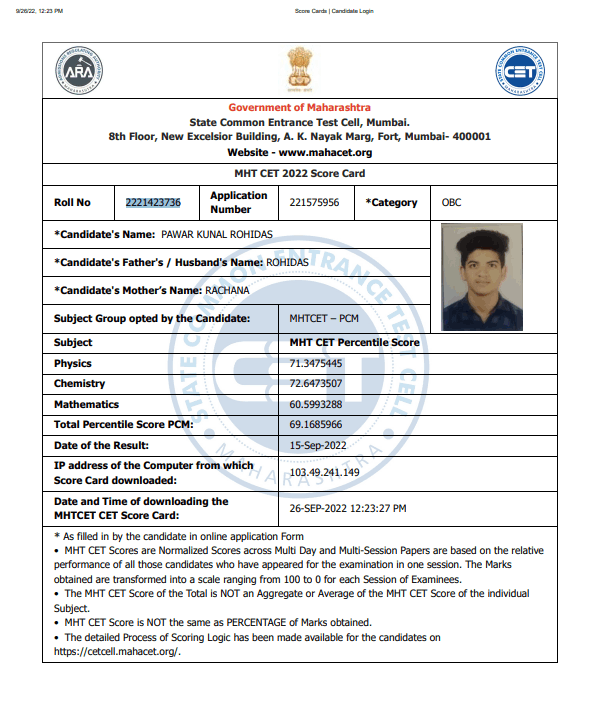 9/26/22, 12:23 PM Score Cards | Candidate Login
ARA
CET
Government of Maharashtra
State Common Entrance Test Cell, Mumbai.
8th Floor, New Excelsior Building, A. K. Nayak Marg, Fort, Mumbai- 400001
Website - www.mahacet.org
MHT CET 2022 Score Card
Roll No 2221423736 Application Number 221575956 *Category OBC
*Candidate's Name: PAWAR KUNAL ROHIDAS
*Candidate's Father's / Husband's Name: ROHIDAS
*Candidate's Mother's Name: RACHANA
Subject Group opted by the Candidate: MHTCET – PCM
Subject MHT CET Percentile Score
Physics 71.3475445
Chemistry 72.6473507
Mathematics 60.5993288
Total Percentile Score PCM: 69.1685966
Date of the Result: 15-Sep-2022
IP address of the Computer from which
Score Card downloaded: 103.49.241.149
Date and Time of downloading the
MHTCET CET Score Card: 26-SEP-2022 12:23:27 PM
STATE COMMON ENTRANCE TEST CELL
CET
MAHARASHTRA
* As filled in by the candidate in online application Form
• MHT CET Scores are Normalized Scores across Multi Day and Multi-Session Papers are based on the relative
performance of all those candidates who have appeared for the examination in one session. The Marks
obtained are transformed into a scale ranging from 100 to 0 for each Session of Examinees.
• The MHT CET Score of the Total is NOT an Aggregate or Average of the MHT CET Score of the individual
Subject.
• MHT CET Score is NOT the same as PERCENTAGE of Marks obtained.
• The detailed Process of Scoring Logic has been made available for the candidates on
https://cetcell.mahacet.org/.